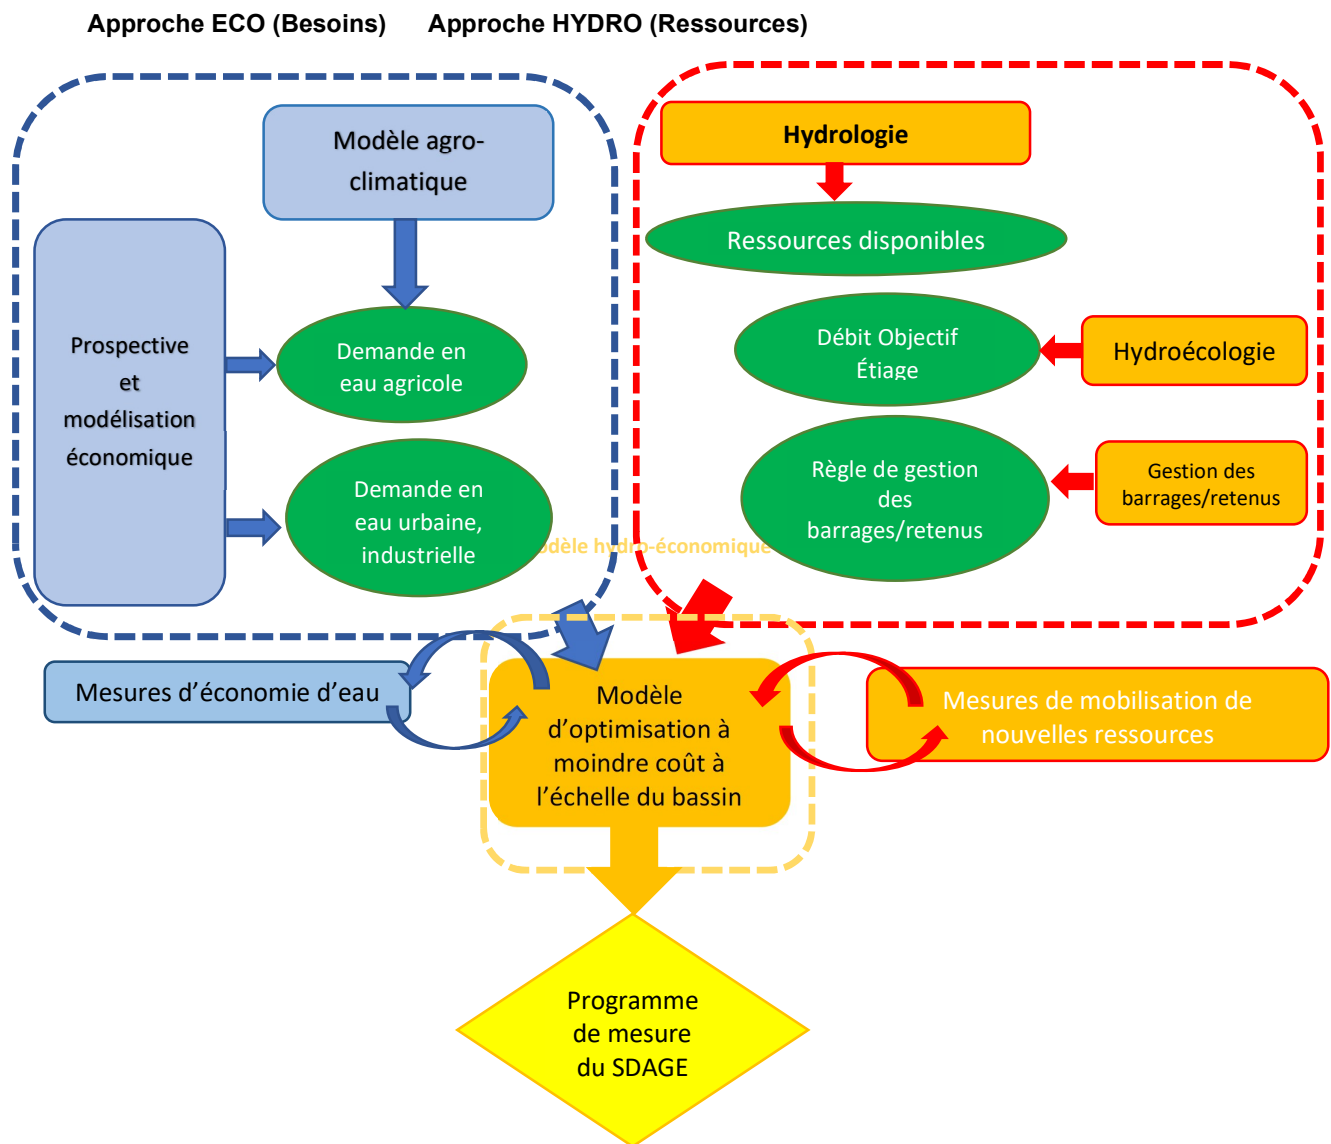 Approche ECO (Besoins) Approche HYDRO (Ressources)
Modèle agro-
climatique
Hydrologie
Ressources disponibles
Prospective
et
modélisation
économique
Demande en
eau agricole
Débit Objectif
Étiage
Hydroécologie
Demande en
eau urbaine,
industrielle
Règle de gestion
des
barrages/retenus
Gestion des
barrages/retenus
hydro-économique
Mesures d’économie d’eau
Modèle
d’optimisation à
moindre coût à
l’échelle du bassin
Mesures de mobilisation de
nouvelles ressources
Programme
de mesure
du SDAGE